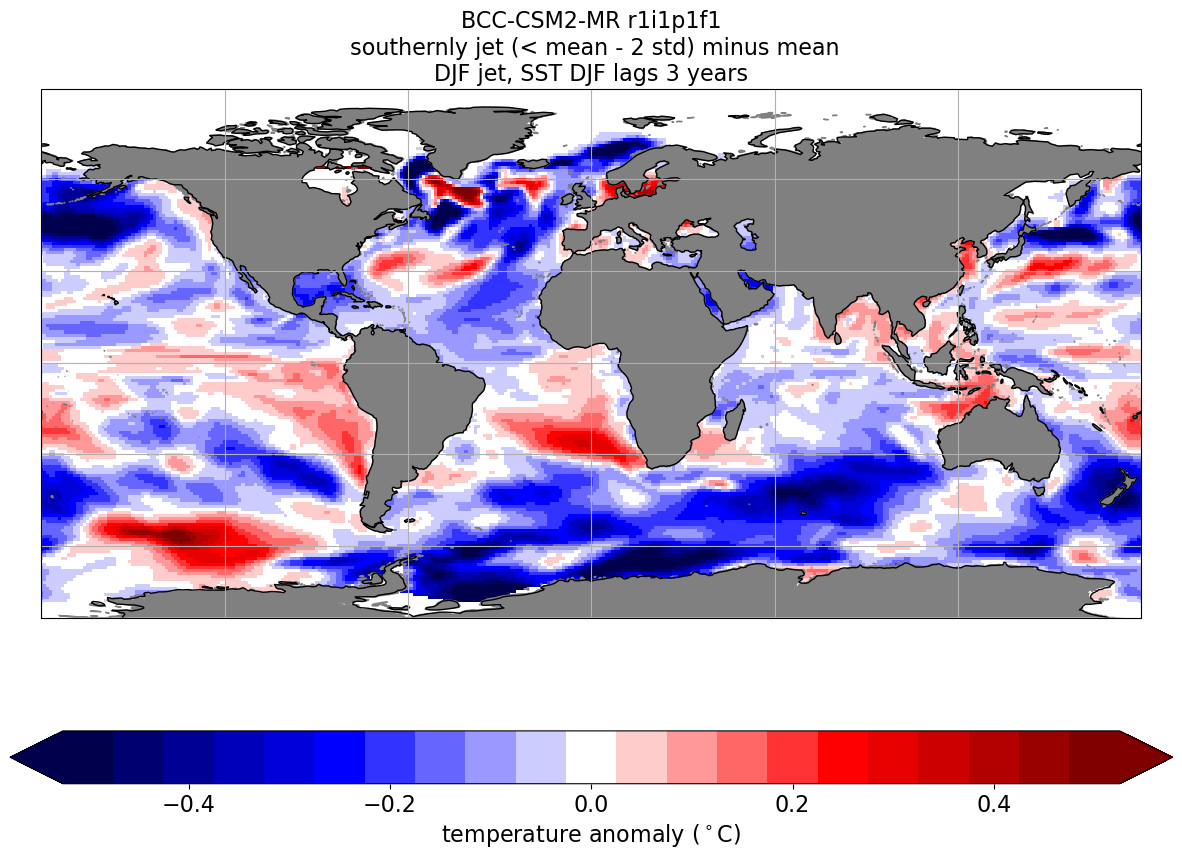 BCC-CSM2-MR r1i1p1f1
southernly jet (< mean - 2 std) minus mean
DJF jet, SST DJF lags 3 years
−0.4 −0.2 0.0 0.2 0.4
temperature anomaly (°C)